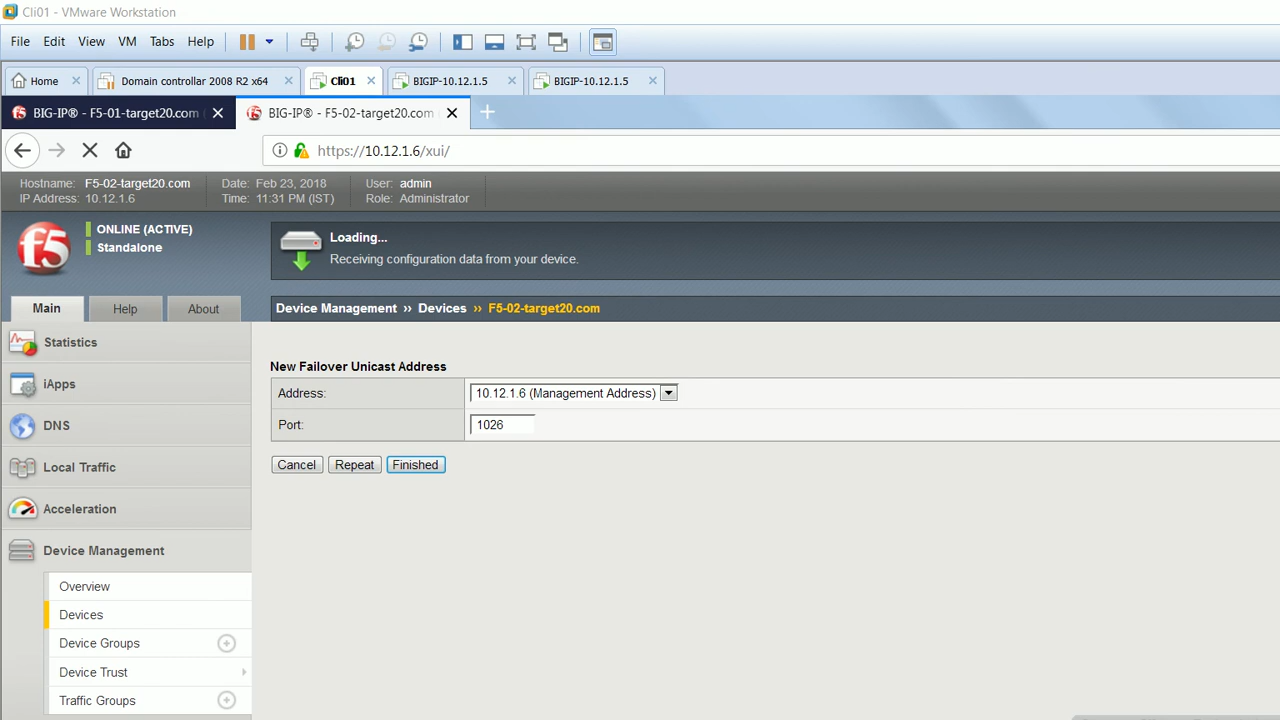 Cli01 - VMware Workstation
File Edit View VM Tabs Help
Home Domain controller 2008 R2 x64 Cli01 BIGIP-10.12.1.5 BIGIP-10.12.1.5
BIG-IP® - F5-01-target20.com BIG-IP® - F5-02-target20.com
https://10.12.1.6/xui/
Hostname: F5-02-target20.com Date: Feb 23, 2018 User: admin
IP Address: 10.12.1.6 Time: 11:31 PM (IST) Role: Administrator
f5
ONLINE (ACTIVE)
Standalone
Loading...
Receiving configuration data from your device.
Main Help About
Device Management ›› Devices ›› F5-02-target20.com
Statistics
iApps
DNS
Local Traffic
Acceleration
Device Management
Overview
Devices
Device Groups
Device Trust
Traffic Groups
New Failover Unicast Address
Address: 10.12.1.6 (Management Address)
Port: 1026
Cancel Repeat Finished